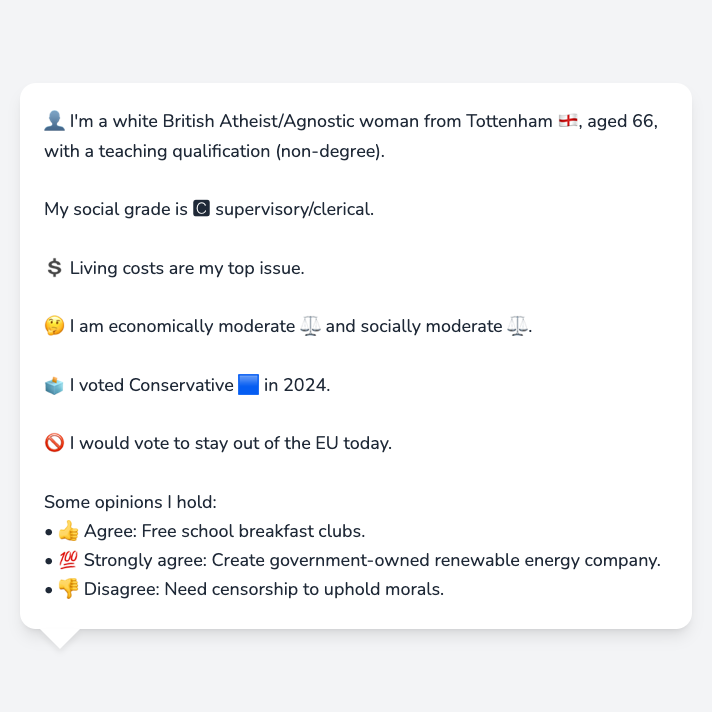 👤 I'm a white British Atheist/Agnostic woman from Tottenham 🏴󠁧󠁢󠁥󠁮󠁧󠁿, aged 66,
with a teaching qualification (non-degree).
My social grade is 🅲 supervisory/clerical.
💲 Living costs are my top issue.
🤔 I am economically moderate ⚖️ and socially moderate ⚖️.
🗳️ I voted Conservative 🟦 in 2024.
🚫 I would vote to stay out of the EU today.
Some opinions I hold:
• 👍 Agree: Free school breakfast clubs.
• 💯 Strongly agree: Create government-owned renewable energy company.
• 👎 Disagree: Need censorship to uphold morals.